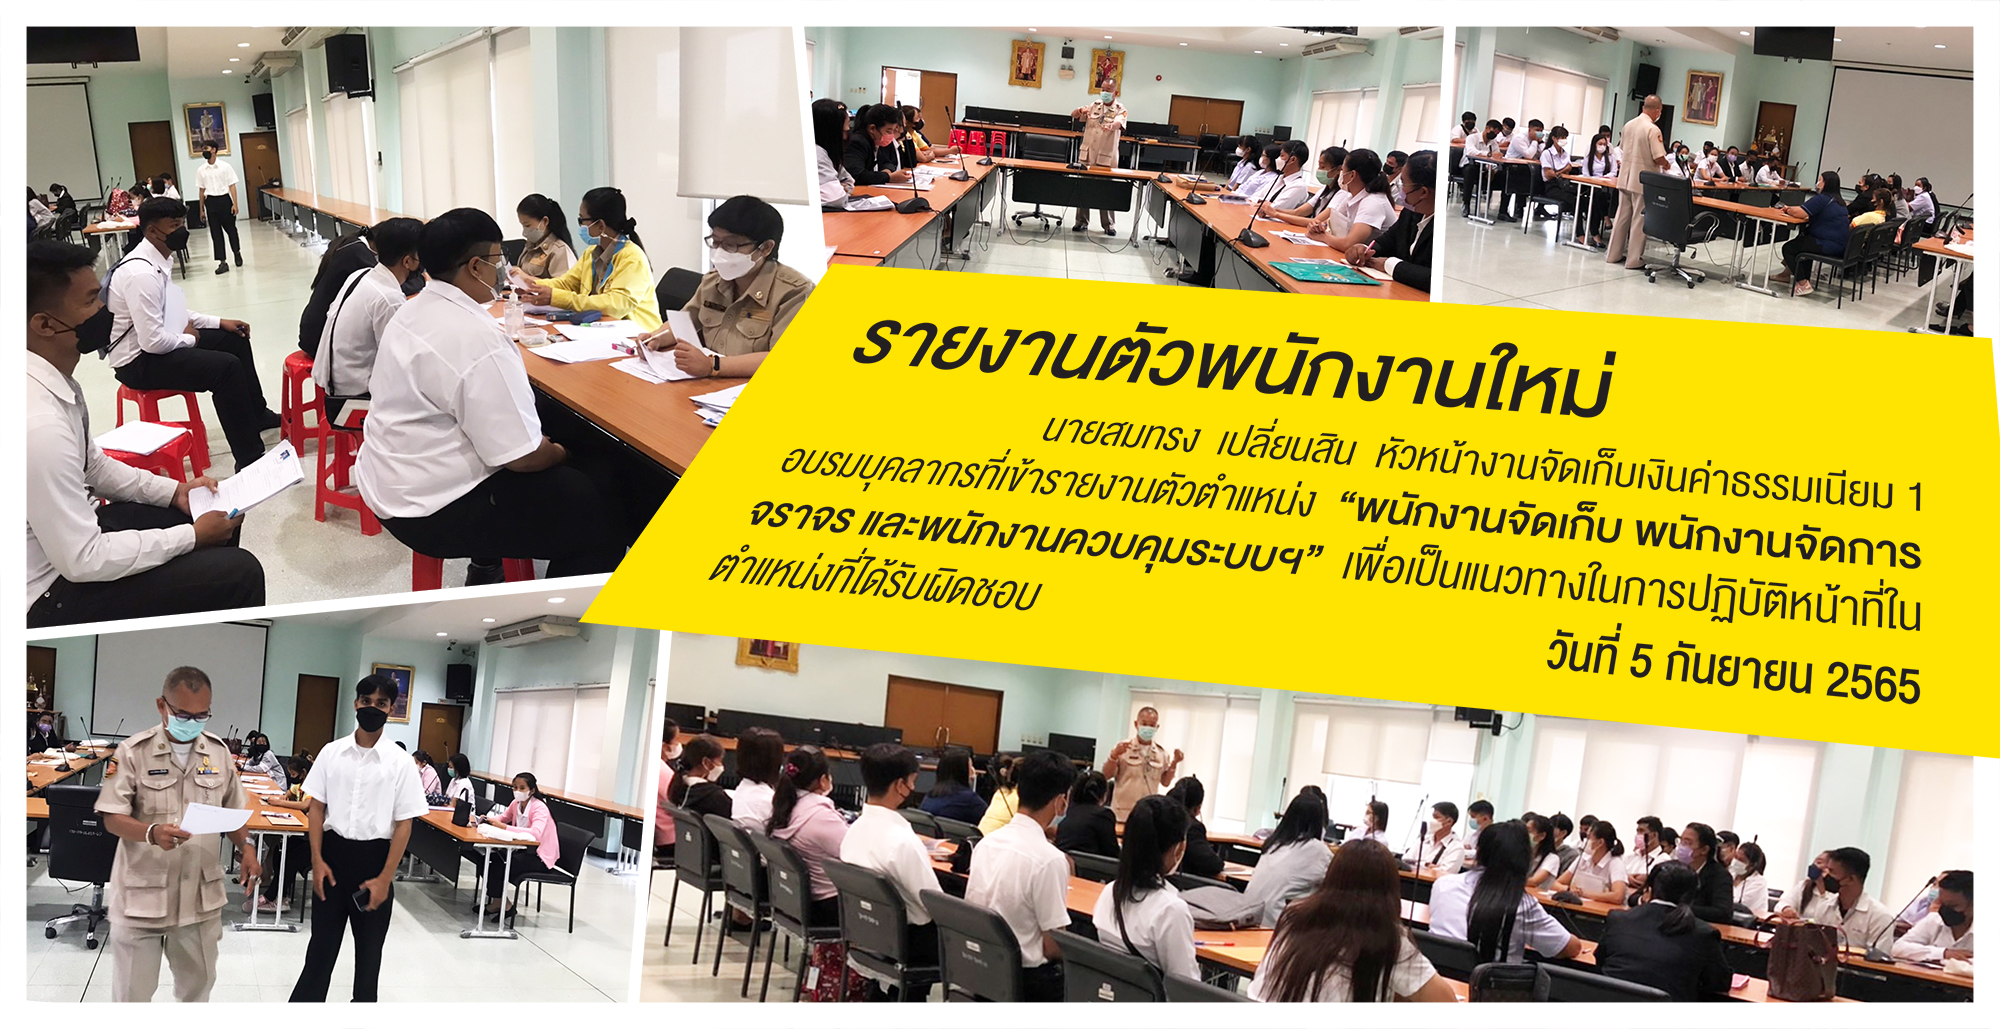 รายงานตัวพนักงานใหม่
นายสมทรง เปลี่ยนสิน หัวหน้างานจัดเก็บเงินค่าธรรมเนียม 1
อบรมบุคลากรที่เข้ารายงานตัวตำแหน่ง “พนักงานจัดเก็บ พนักงานจัดการ
จราจร และพนักงานควบคุมระบบฯ” เพื่อเป็นแนวทางในการปฏิบัติหน้าที่ใน
ตำแหน่งที่ได้รับผิดชอบ
วันที่ 5 กันยายน 2565